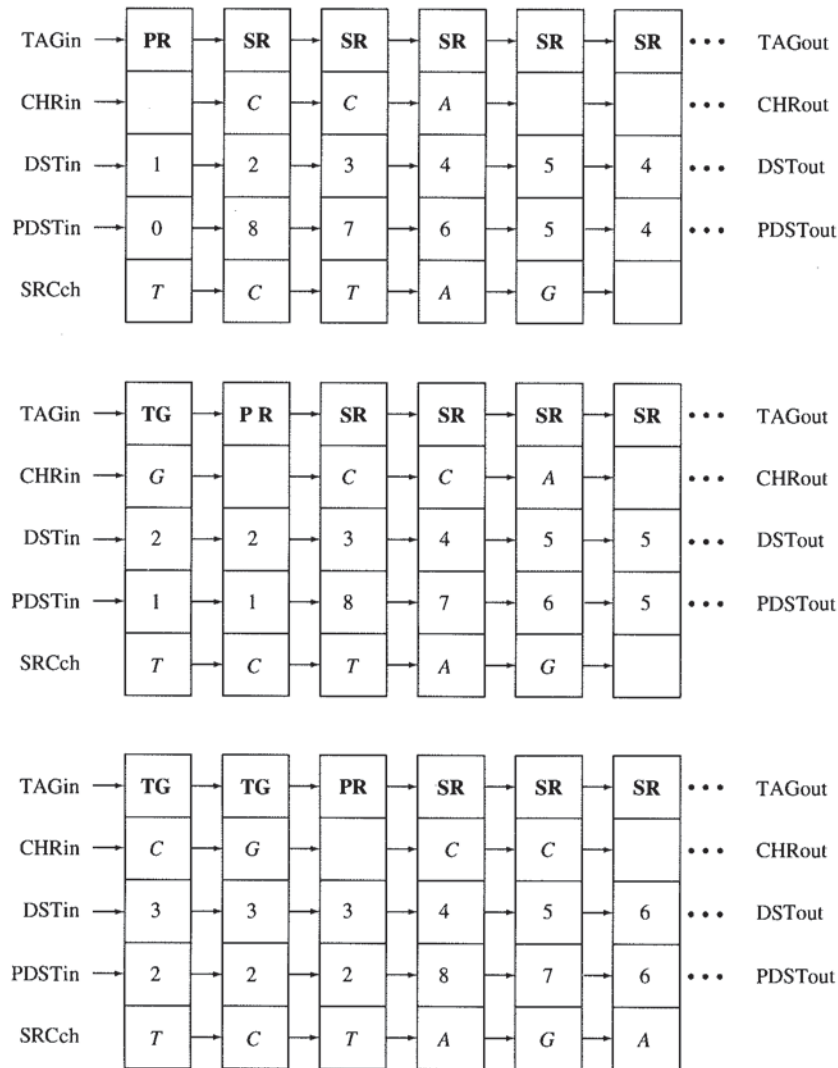 TAGin PR SR SR SR SR SR ••• TAGout
CHRin C C A ••• CHRout
DSTin 1 2 3 4 5 4 ••• DSTout
PDSTin 0 8 7 6 5 4 ••• PDSTout
SRCch T C T A G
TAGin TG P R SR SR SR SR ••• TAGout
CHRin G C C A ••• CHRout
DSTin 2 2 3 4 5 5 ••• DSTout
PDSTin 1 1 8 7 6 5 ••• PDSTout
SRCch T C T A G
TAGin TG TG PR SR SR SR ••• TAGout
CHRin C G C C ••• CHRout
DSTin 3 3 3 4 5 6 ••• DSTout
PDSTin 2 2 2 8 7 6 ••• PDSTout
SRCch T C T A G A